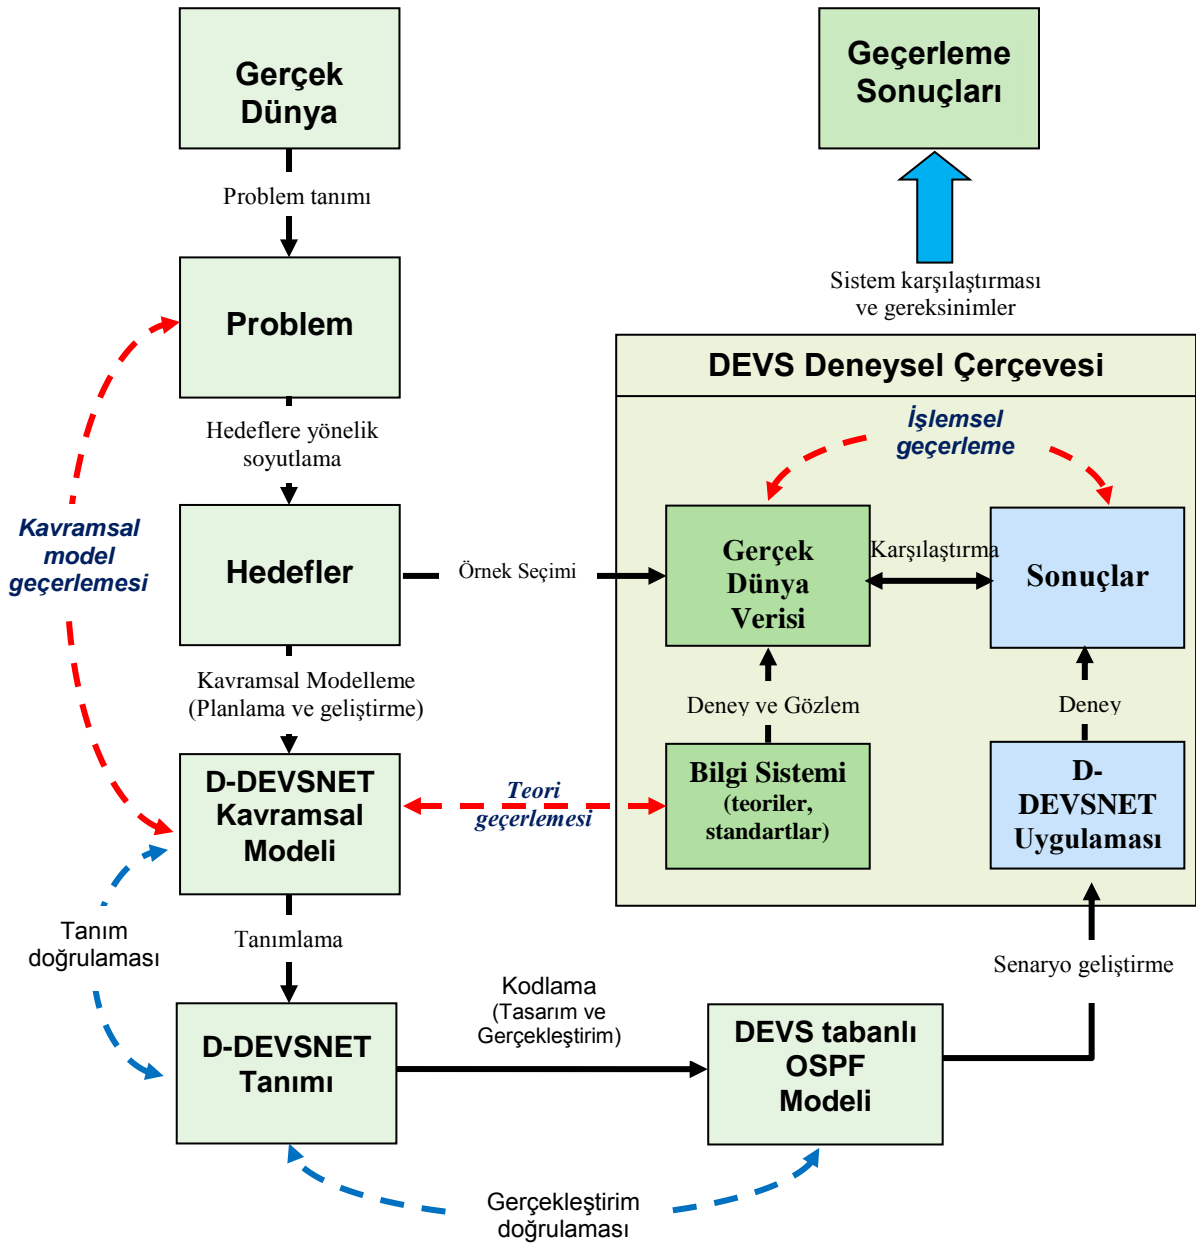 Gerçek
Dünya
Geçerleme
Sonuçları
Problem tanımı
Sistem karşılaştırması
ve gereksinimler
Problem
DEVS Deneysel Çerçevesi
Hedeflere yönelik
soyutlama
İşlemsel
geçerleme
Kavramsal
model
geçerlemesi
Hedefler
Örnek Seçimi
Gerçek
Dünya
Verisi
Karşılaştırma
Sonuçlar
Kavramsal Modelleme
(Planlama ve geliştirme)
Deney ve Gözlem
Deney
D-DEVSNET
Kavramsal
Modeli
Teori
geçerlemesi
Bilgi Sistemi
(teoriler,
standartlar)
D-
DEVSNET
Uygulaması
Tanım
doğrulaması
Tanımlama
Senaryo geliştirme
Kodlama
(Tasarım ve
Gerçekleştirim)
D-DEVSNET
Tanımı
DEVS tabanlı
OSPF
Modeli
Gerçekleştirim
doğrulaması